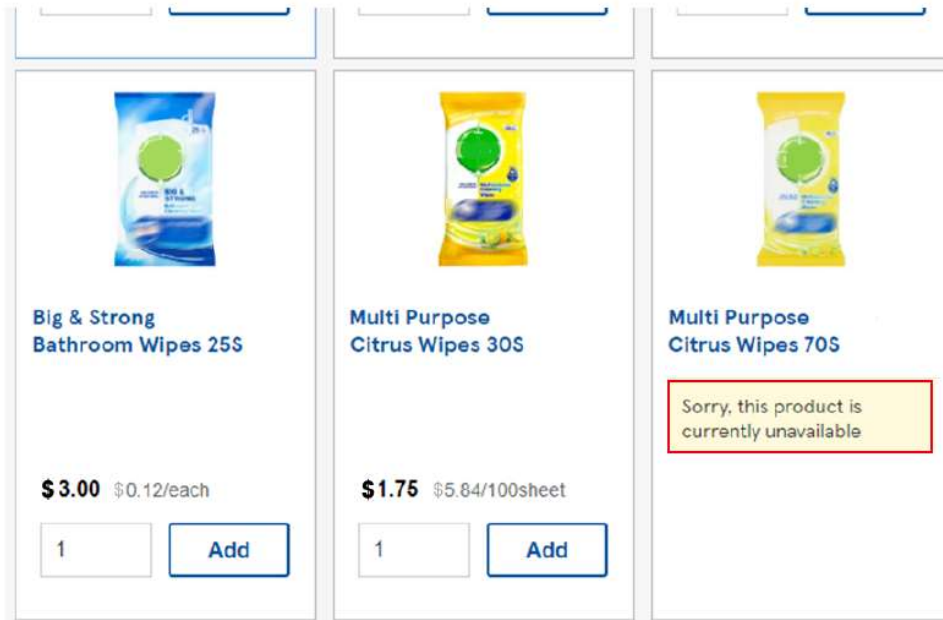 Big & Strong
Bathroom Wipes 25S
$3.00 $0.12/each
1 Add
Multi Purpose
Citrus Wipes 30S
$1.75 $5.84/100sheet
1 Add
Multi Purpose
Citrus Wipes 70S
Sorry, this product is
currently unavailable